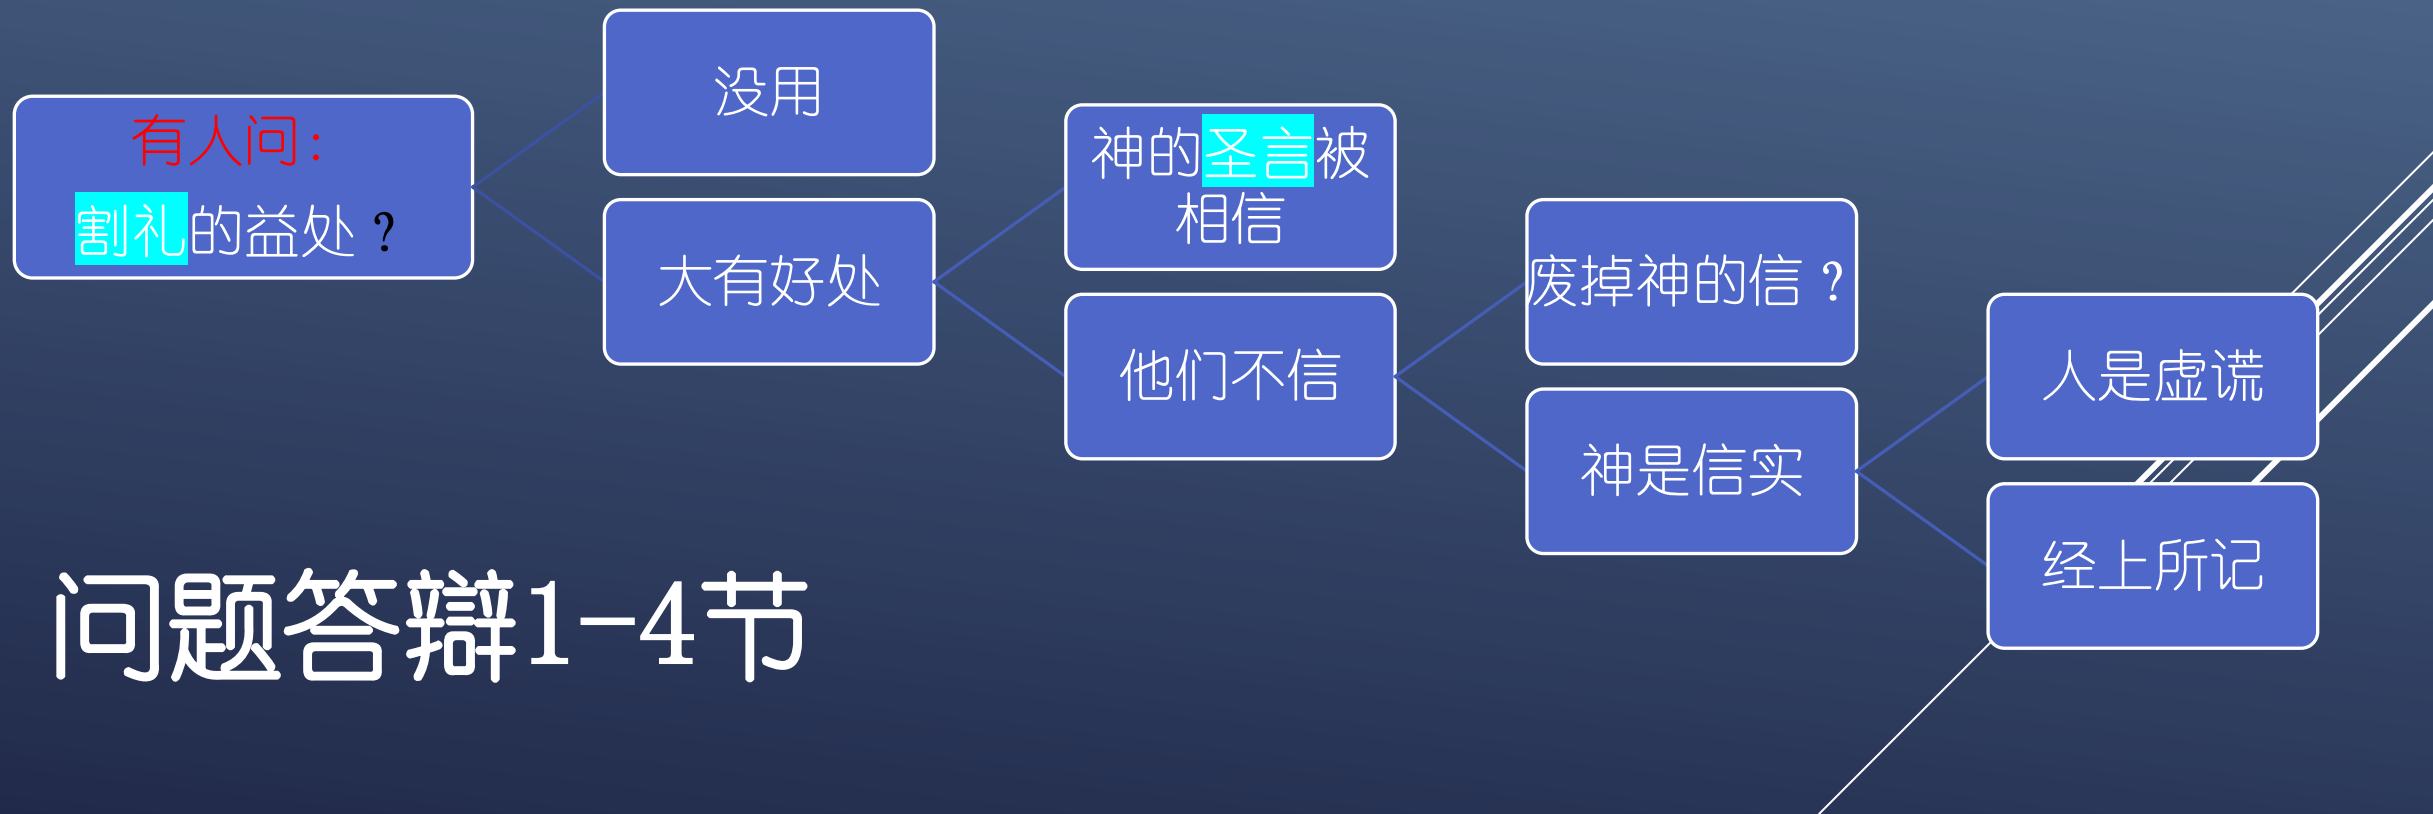 有人问:
割礼的益处?
没用
大有好处
神的圣言被
相信
他们不信
废掉神的信?
神是信实
人是虚谎
经上所记
问题答辩1-4节